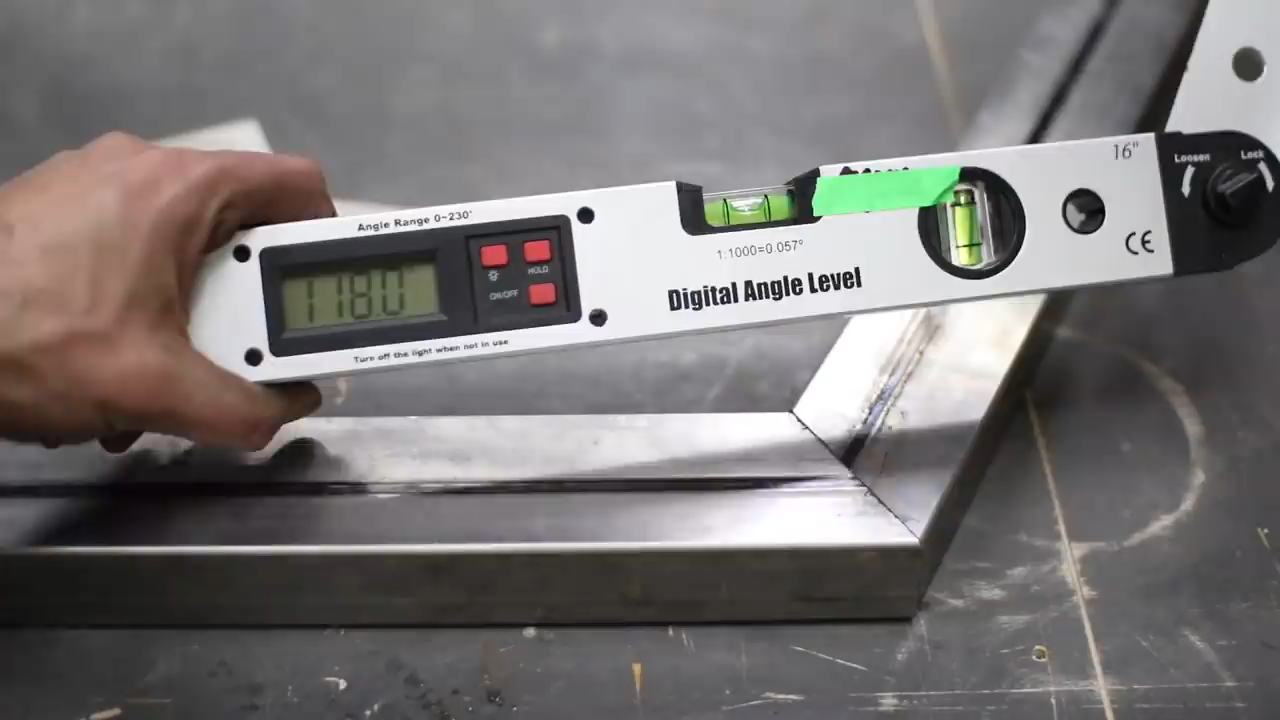 16"
Loosen
Lock
Angle Range 0~230°
HOLD
ON/OFF
118.0
1:1000=0.057°
CE
Digital Angle Level
Turn off the light when not in use